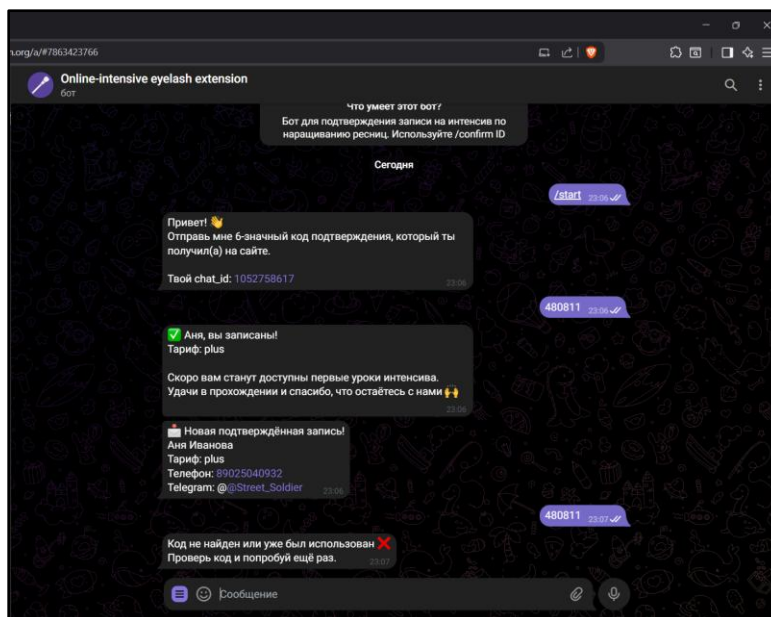 n.org/a/#7863423766
Online-intensive eyelash extension
бот
Что умеет этот бот?
Бот для подтверждения записи на интенсив по
наращиванию ресниц. Используйте /confirm ID
Сегодня
/start 23:06
Привет! 👋
Отправь мне 6-значный код подтверждения, который ты
получил(а) на сайте.
Твой chat_id: 1052758617
23:06
480811 23:06
✅ Аня, вы записаны!
Тариф: plus
Скоро вам станут доступны первые уроки интенсива.
Удачи в прохождении и спасибо, что остаётесь с нами 🙌
23:06
📩 Новая подтверждённая запись!
Аня Иванова
Тариф: plus
Телефон: 89025040932
Telegram: @@Street_Soldier 23:06
480811 23:07
Код не найден или уже был использован ❌
Проверь код и попробуй ещё раз. 23:07
Сообщение